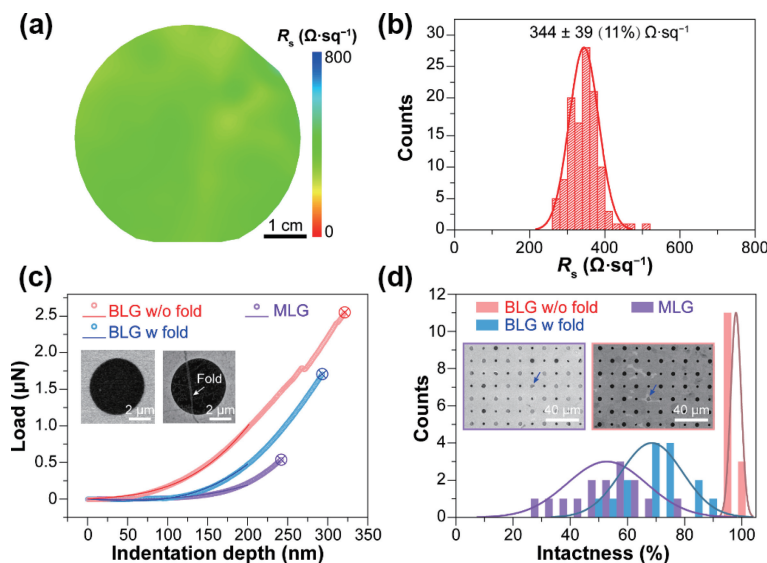 (a)
Rs (Ω·sq⁻¹)
800
0
1 cm
(b)
344 ± 39 (11%) Ω·sq⁻¹
Counts
30
25
20
15
10
5
0
0 200 400 600 800
Rs (Ω·sq⁻¹)
(c)
BLG w/o fold
MLG
BLG w fold
Load (μN)
2.5
2.0
1.5
1.0
0.5
0
Fold
2 μm
2 μm
0 50 100 150 200 250 300 350
Indentation depth (nm)
(d)
BLG w/o fold
MLG
BLG w fold
Counts
12
10
8
6
4
2
0
40 μm
40 μm
20 40 60 80 100
Intactness (%)